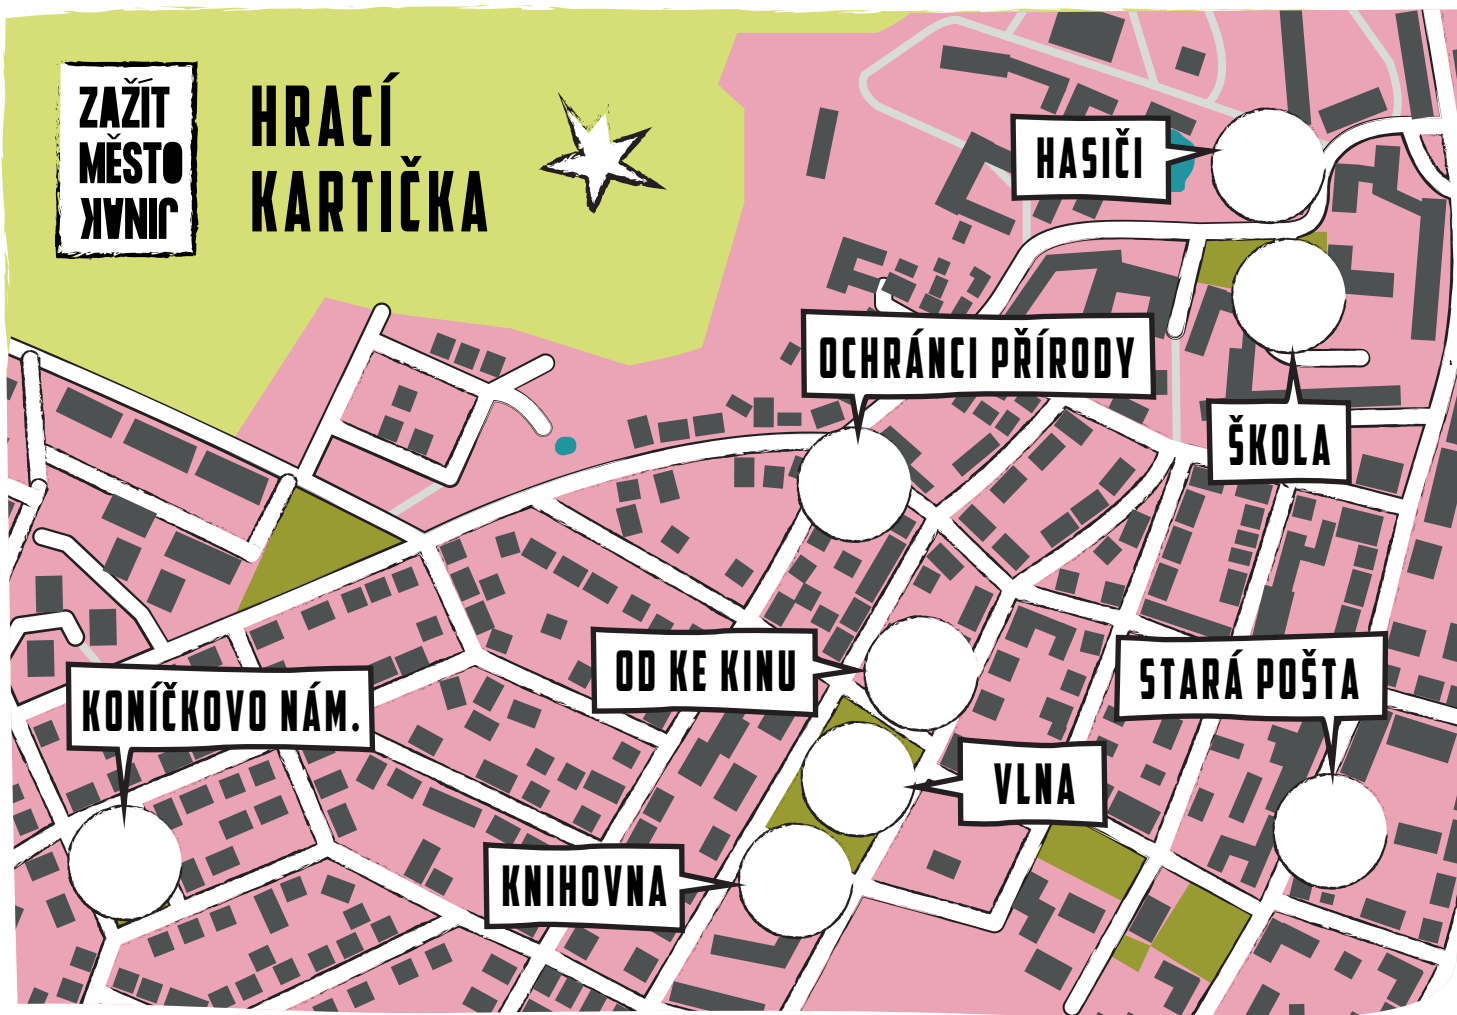 ZAŽÍT
MĚSTO
JINAK
HRACÍ
KARTIČKA
HASIČI
OCHRÁNCI PŘÍRODY
ŠKOLA
OD KE KINU
STARÁ POŠTA
KONÍČKOVO NÁM.
VLNA
KNIHOVNA